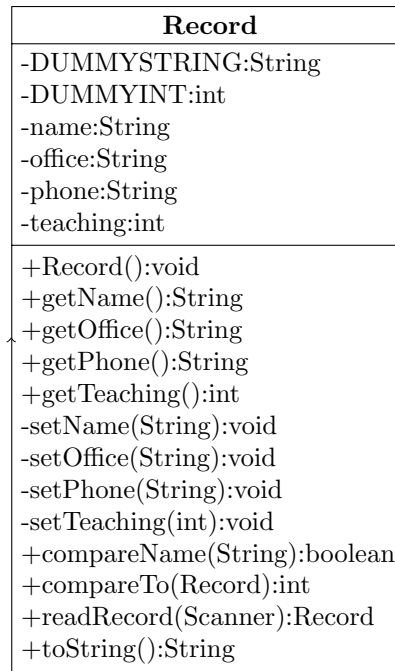 Record
-DUMMYSTRING:String
-DUMMYINT:int
-name:String
-office:String
-phone:String
-teaching:int
+Record():void
+getName():String
+getOffice():String
+getPhone():String
+getTeaching():int
-setName(String):void
-setOffice(String):void
-setPhone(String):void
-setTeaching(int):void
+compareName(String):boolean
+compareTo(Record):int
+readRecord(Scanner):Record
+toString():String